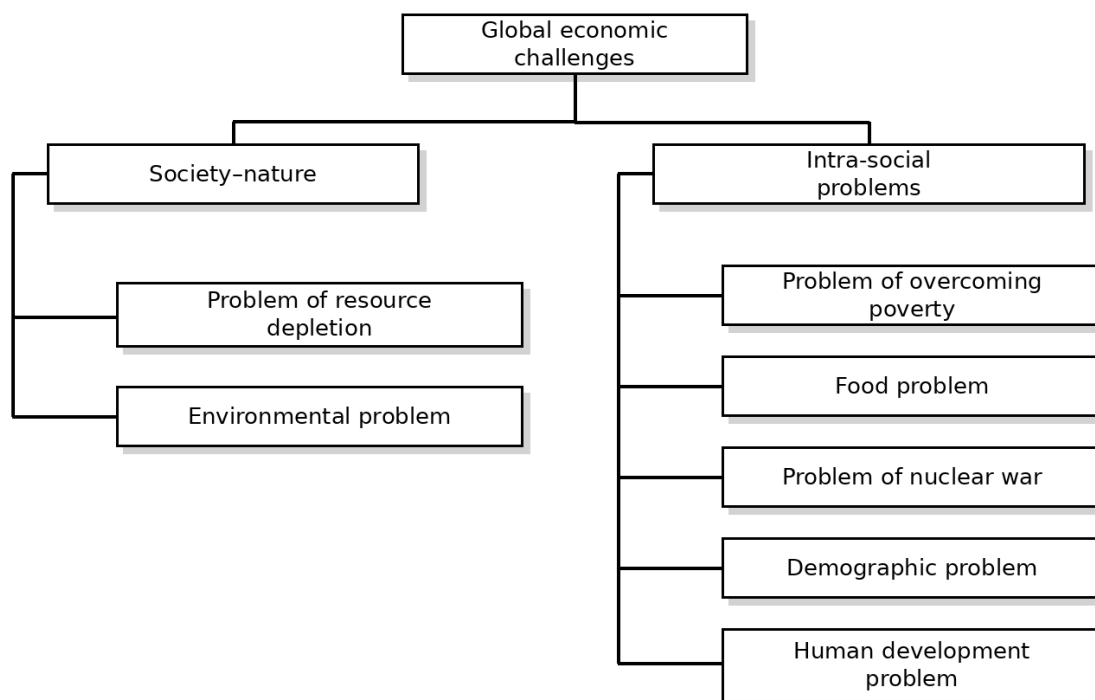 Global economic
challenges
Society–nature
Problem of resource
depletion
Environmental problem
Intra-social
problems
Problem of overcoming
poverty
Food problem
Problem of nuclear war
Demographic problem
Human development
problem